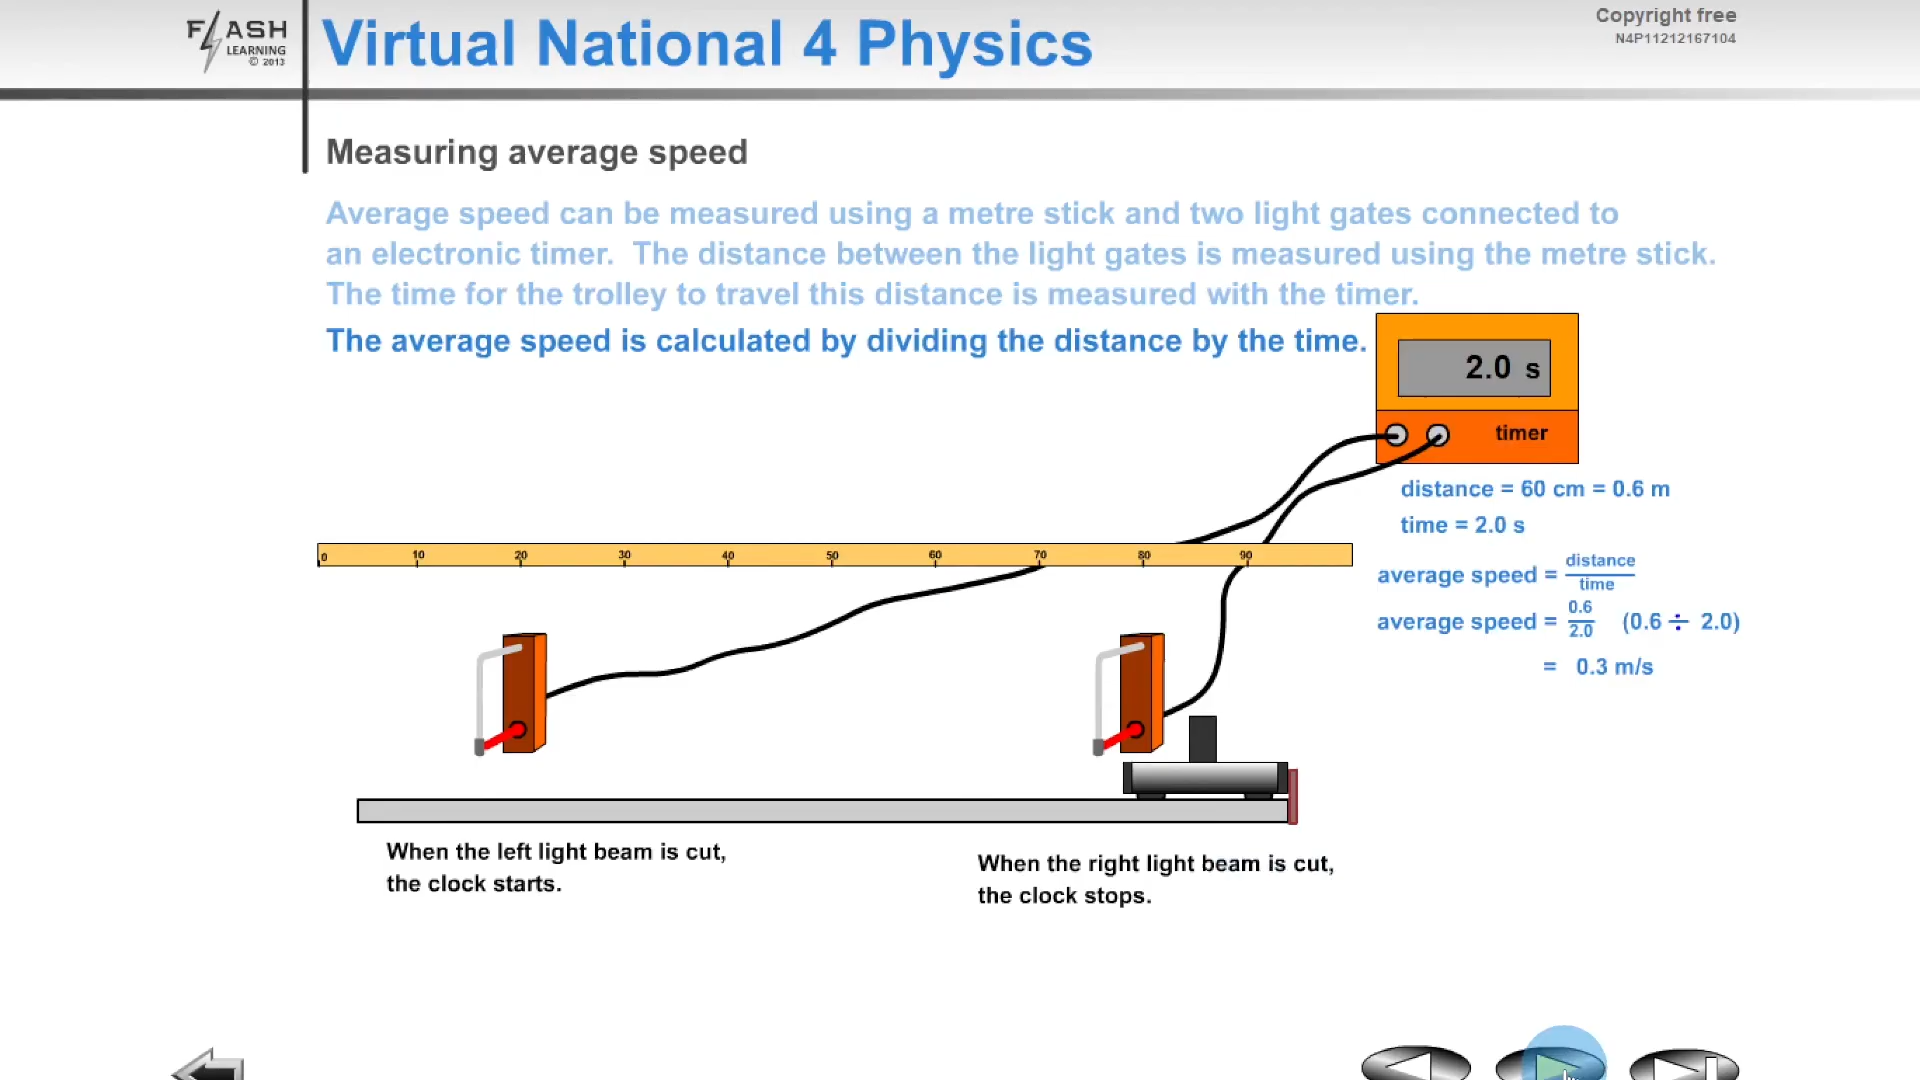 FLASH
LEARNING
© 2013
Virtual National 4 Physics
Copyright free
N4P11212167104
Measuring average speed
Average speed can be measured using a metre stick and two light gates connected to
an electronic timer. The distance between the light gates is measured using the metre stick.
The time for the trolley to travel this distance is measured with the timer.
The average speed is calculated by dividing the distance by the time.
2.0 s
timer
distance = 60 cm = 0.6 m
time = 2.0 s
0 10 20 30 40 50 60 70 80 90
average speed = distance / time
average speed = 0.6 / 2.0 (0.6 ÷ 2.0)
= 0.3 m/s
When the left light beam is cut,
the clock starts.
When the right light beam is cut,
the clock stops.